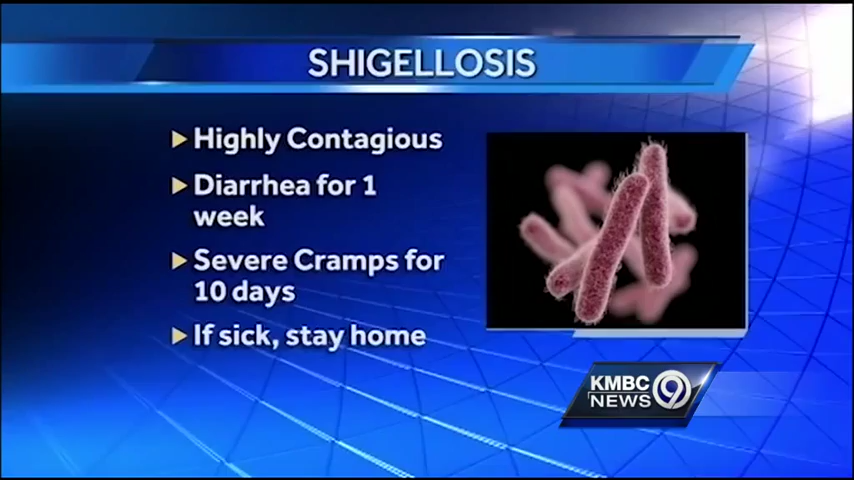 SHIGELLOSIS
Highly Contagious
Diarrhea for 1
week
Severe Cramps for
10 days
If sick, stay home
KMBC
NEWS 9